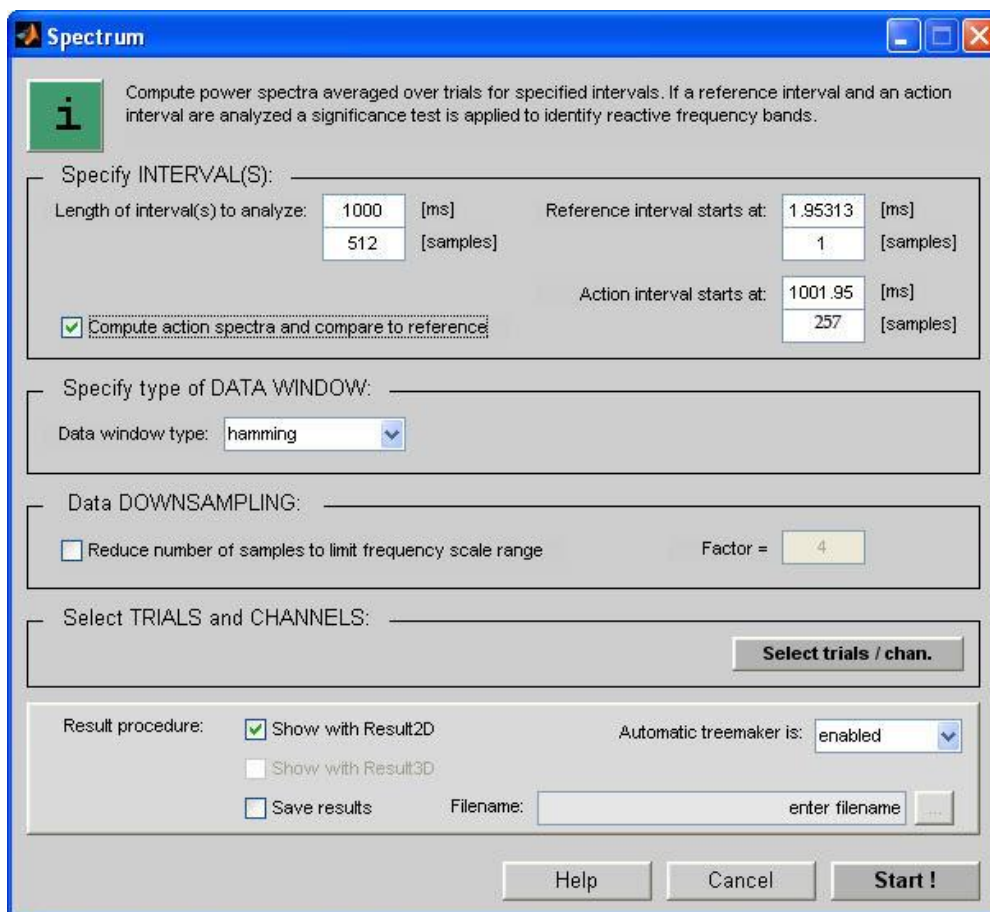 Spectrum
i
Compute power spectra averaged over trials for specified intervals. If a reference interval and an action
interval are analyzed a significance test is applied to identify reactive frequency bands.
Specify INTERVAL(S):
Length of interval(s) to analyze: 1000 [ms] Reference interval starts at: 1.95313 [ms]
512 [samples] 1 [samples]
Action interval starts at: 1001.95 [ms]
Compute action spectra and compare to reference 257 [samples]
Specify type of DATA WINDOW:
Data window type: hamming
Data DOWNSAMPLING:
Reduce number of samples to limit frequency scale range Factor = 4
Select TRIALS and CHANNELS:
Select trials / chan.
Result procedure: Show with Result2D Automatic treemaker is: enabled
Show with Result3D
Save results Filename: enter filename ...
Help Cancel Start !